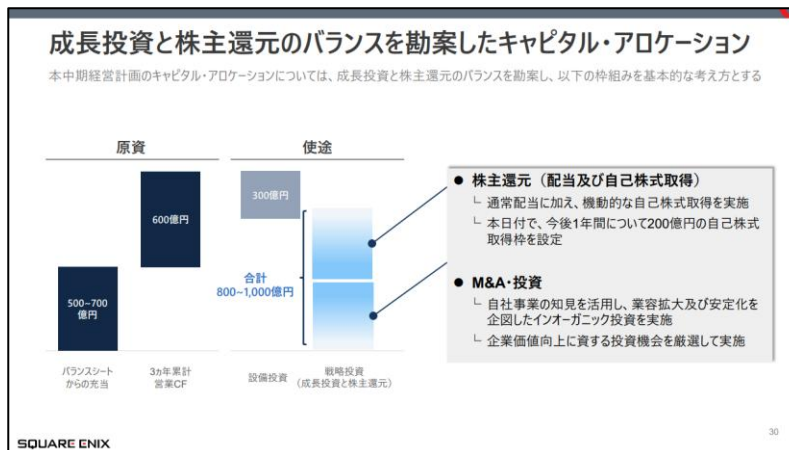 成長投資と株主還元のバランスを勘案したキャピタル・アロケーション
本中期経営計画のキャピタル・アロケーションについては、成長投資と株主還元のバランスを勘案し、以下の枠組みを基本的な考え方とする
原資
使途
500~700
億円
600億円
300億円
合計
800~1,000億円
バランスシート
からの充当
3ヵ年累計
営業CF
設備投資
戦略投資
(成長投資と株主還元)
● 株主還元（配当及び自己株式取得）
└ 通常配当に加え、機動的な自己株式取得を実施
└ 本日付で、今後1年間について200億円の自己株式
取得枠を設定
● M&A・投資
└ 自社事業の知見を活用し、業容拡大及び安定化を
企図したインオーガニック投資を実施
└ 企業価値向上に資する投資機会を厳選して実施
SQUARE ENIX
30